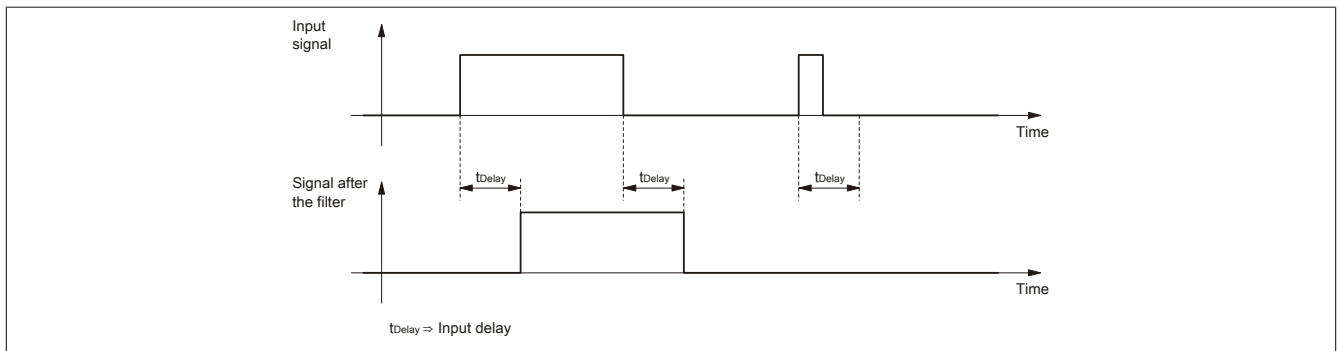 Input
signal
Time
Signal after
the filter
tDelay
tDelay
tDelay
Time
tDelay ⇒ Input delay